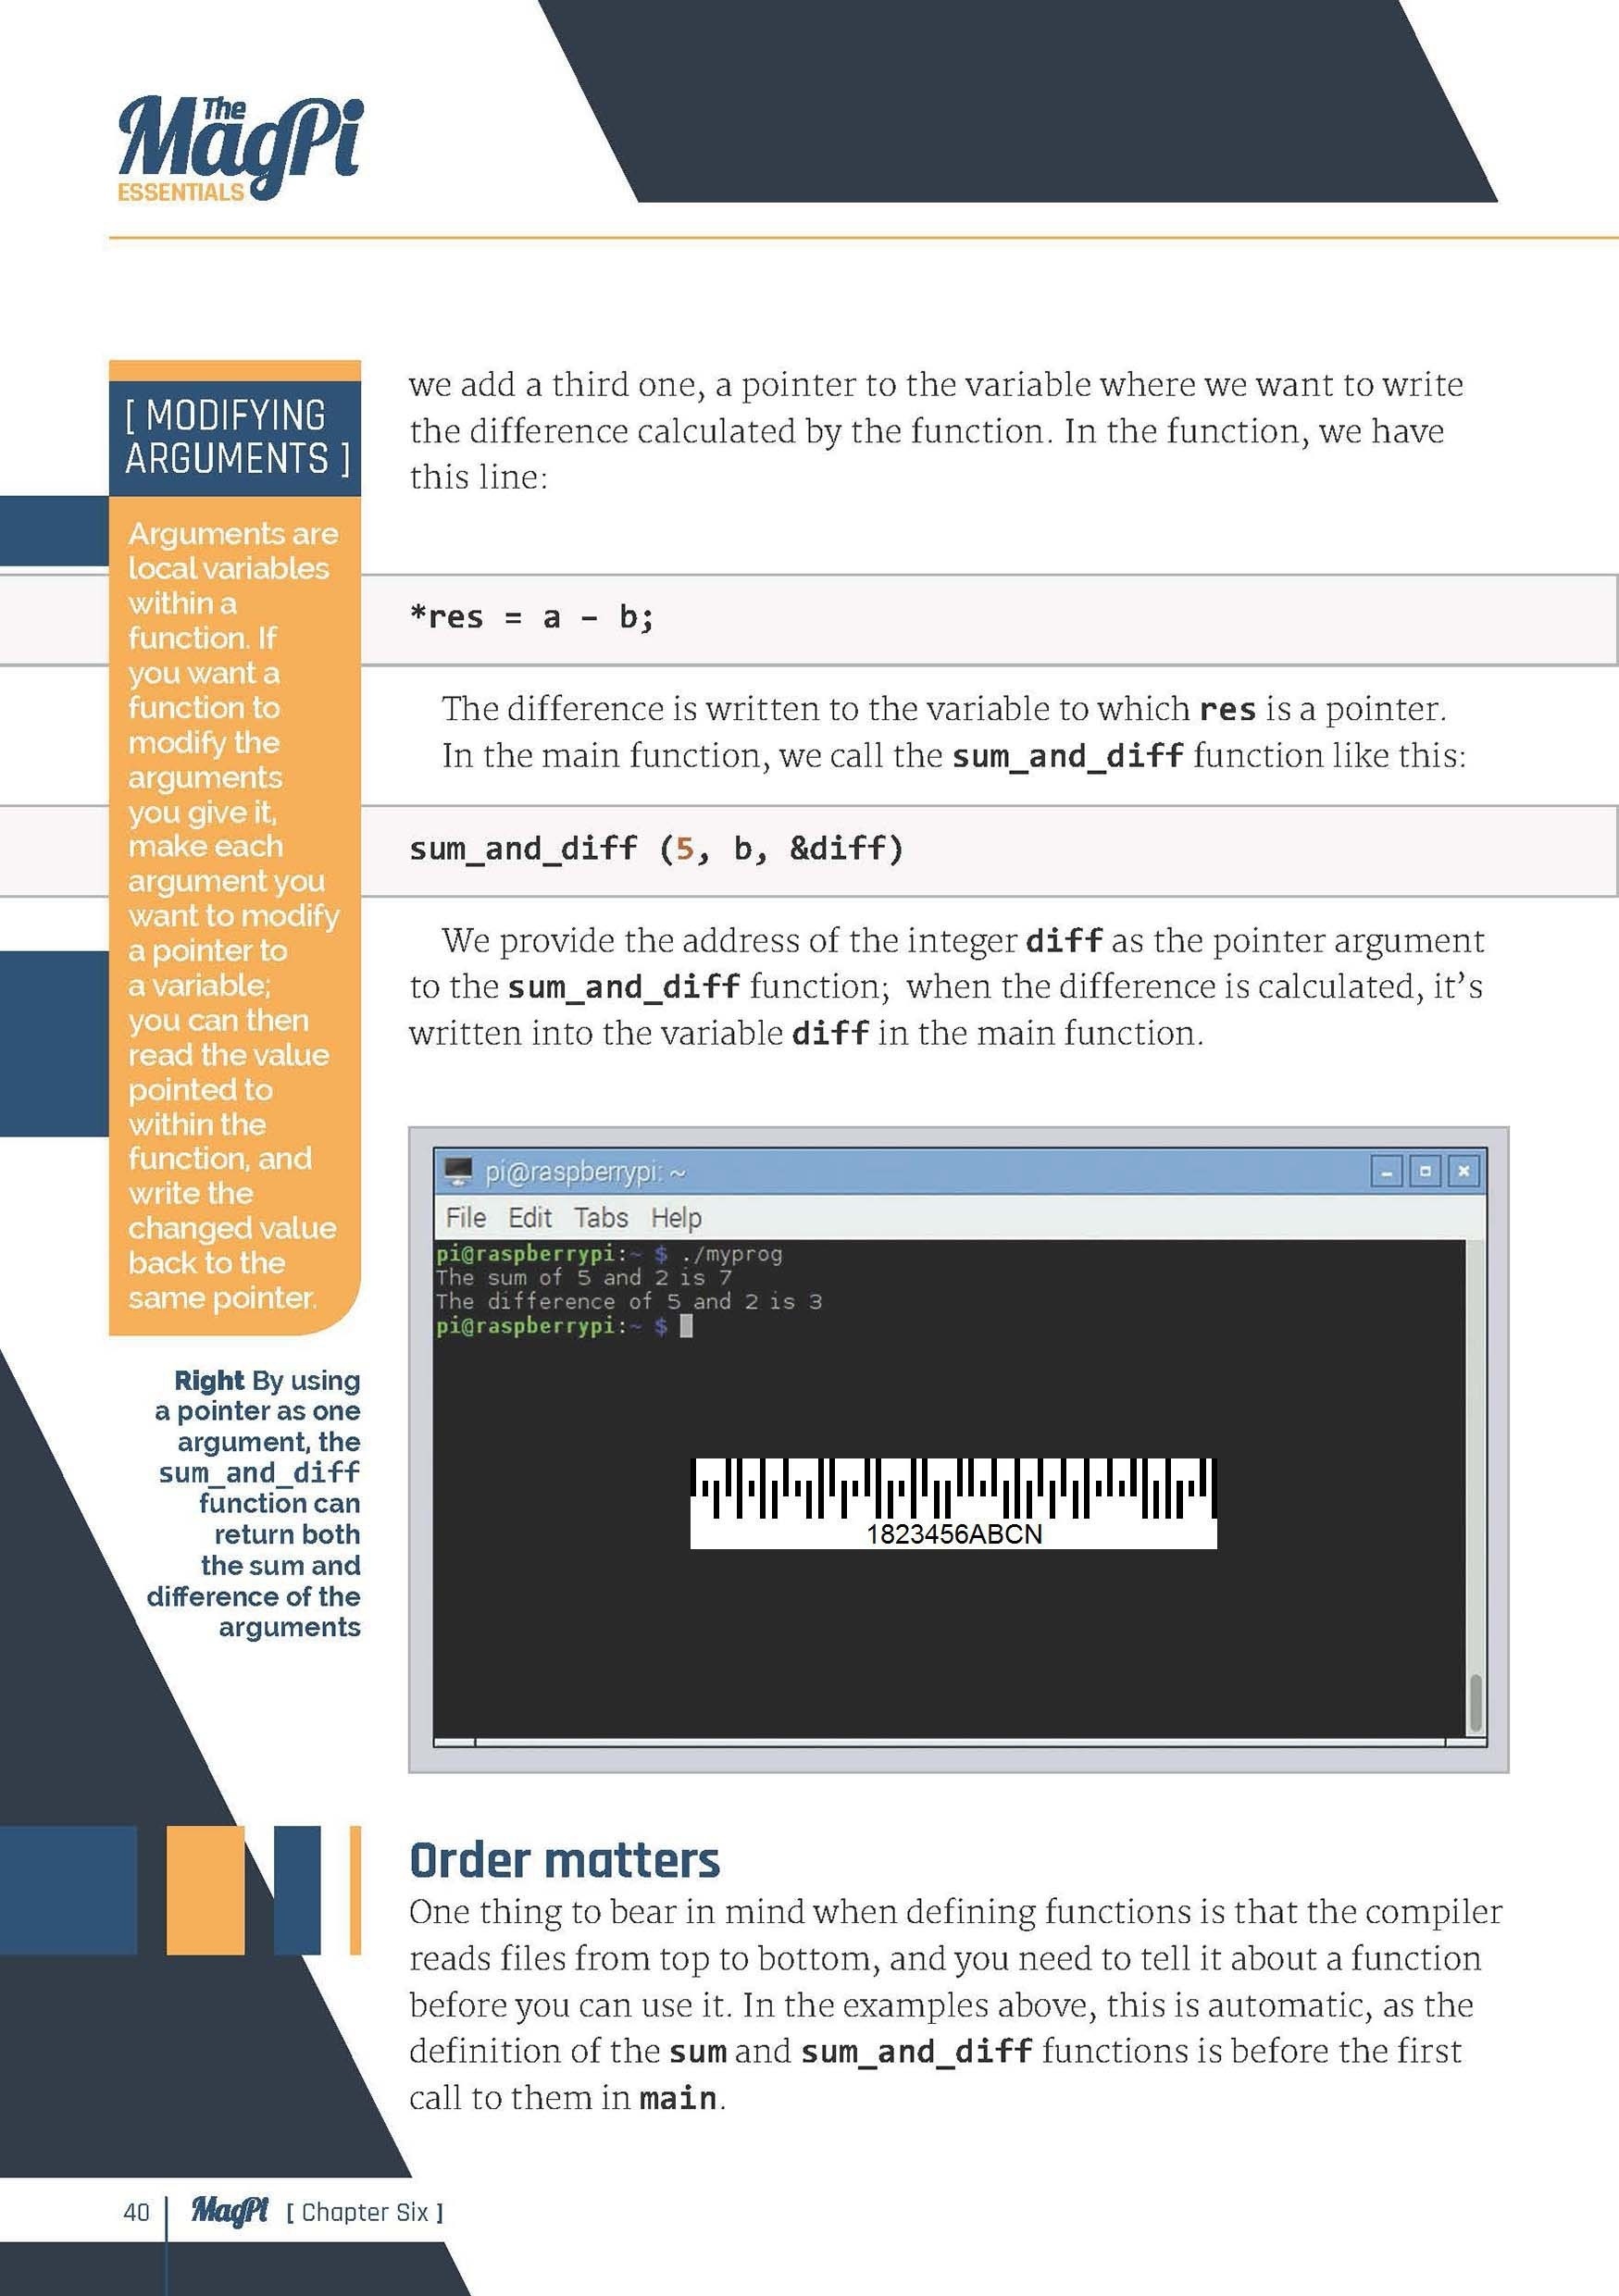 The
MagPi
ESSENTIALS
[ MODIFYING
ARGUMENTS ]
Arguments are
local variables
within a
function. If
you want a
function to
modify the
arguments
you give it,
make each
argument you
want to modify
a pointer to
a variable;
you can then
read the value
pointed to
within the
function, and
write the
changed value
back to the
same pointer.
we add a third one, a pointer to the variable where we want to write
the difference calculated by the function. In the function, we have
this line:
*res = a – b;
The difference is written to the variable to which res is a pointer.
In the main function, we call the sum_and_diff function like this:
sum_and_diff (5, b, &diff)
We provide the address of the integer diff as the pointer argument
to the sum_and_diff function; when the difference is calculated, it’s
written into the variable diff in the main function.
Right By using
a pointer as one
argument, the
sum_and_diff
function can
return both
the sum and
difference of the
arguments
pi@raspberrypi: ~
File Edit Tabs Help
pi@raspberrypi:~ $ ./myprog
The sum of 5 and 2 is 7
The difference of 5 and 2 is 3
pi@raspberrypi:~ $
1823456ABCN
Order matters
One thing to bear in mind when defining functions is that the compiler
reads files from top to bottom, and you need to tell it about a function
before you can use it. In the examples above, this is automatic, as the
definition of the sum and sum_and_diff functions is before the first
call to them in main.
40 MagPi [ Chapter Six ]